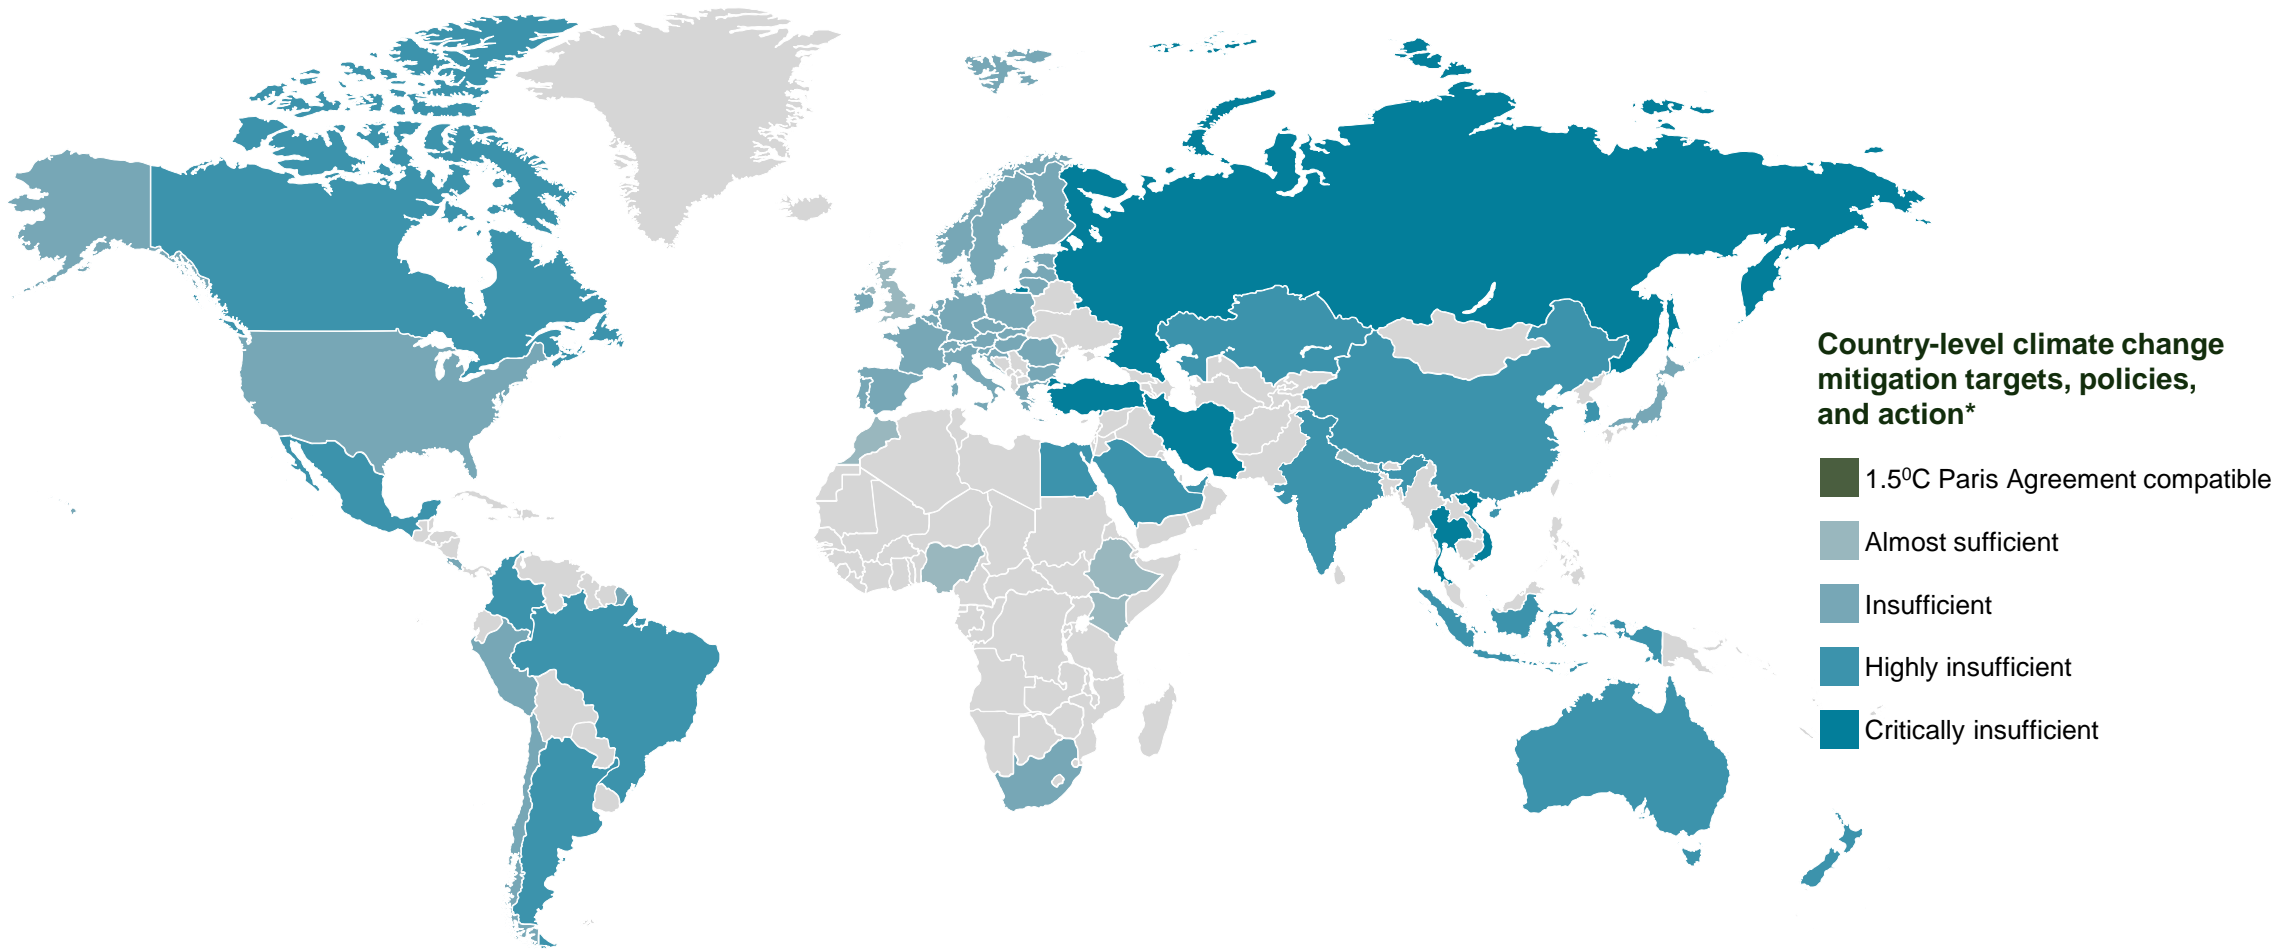 Country-level climate change
mitigation targets, policies,
and action*
1.5⁰C Paris Agreement compatible
Almost sufficient
Insufficient
Highly insufficient
Critically insufficient